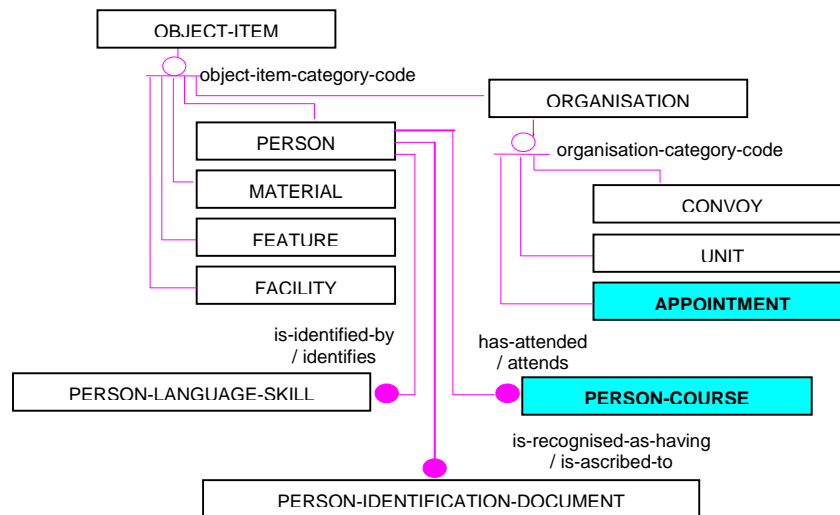 OBJECT-ITEM
object-item-category-code
ORGANISATION
PERSON
organisation-category-code
MATERIAL
CONVOY
FEATURE
UNIT
FACILITY
APPOINTMENT
is-identified-by
/ identifies
has-attended
/ attends
PERSON-LANGUAGE-SKILL
PERSON-COURSE
is-recognised-as-having
/ is-ascribed-to
PERSON-IDENTIFICATION-DOCUMENT